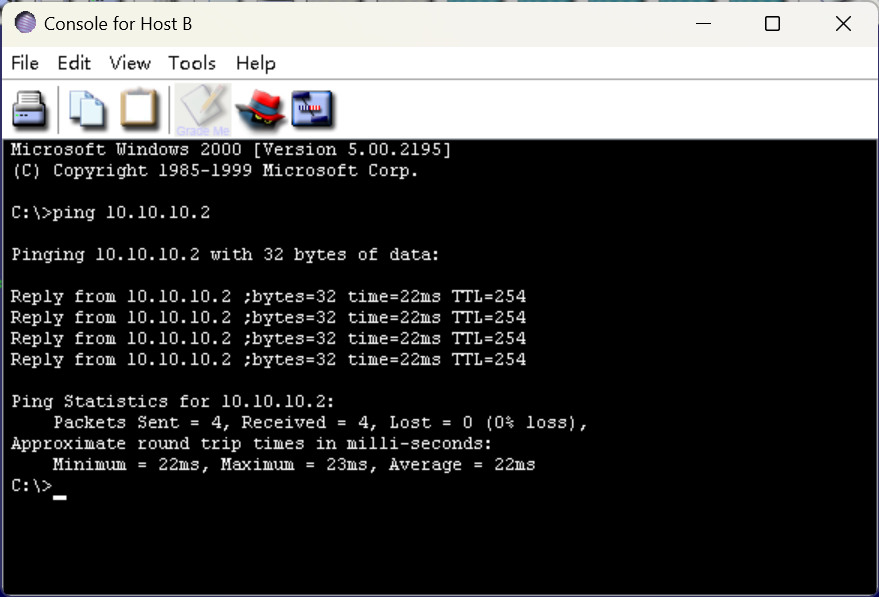 Console for Host B
File Edit View Tools Help
Grade Me
Microsoft Windows 2000 [Version 5.00.2195]
(C) Copyright 1985-1999 Microsoft Corp.
C:\>ping 10.10.10.2
Pinging 10.10.10.2 with 32 bytes of data:
Reply from 10.10.10.2 ;bytes=32 time=22ms TTL=254
Reply from 10.10.10.2 ;bytes=32 time=22ms TTL=254
Reply from 10.10.10.2 ;bytes=32 time=22ms TTL=254
Reply from 10.10.10.2 ;bytes=32 time=22ms TTL=254
Ping Statistics for 10.10.10.2:
Packets Sent = 4, Received = 4, Lost = 0 (0% loss),
Approximate round trip times in milli-seconds:
Minimum = 22ms, Maximum = 23ms, Average = 22ms
C:\>_